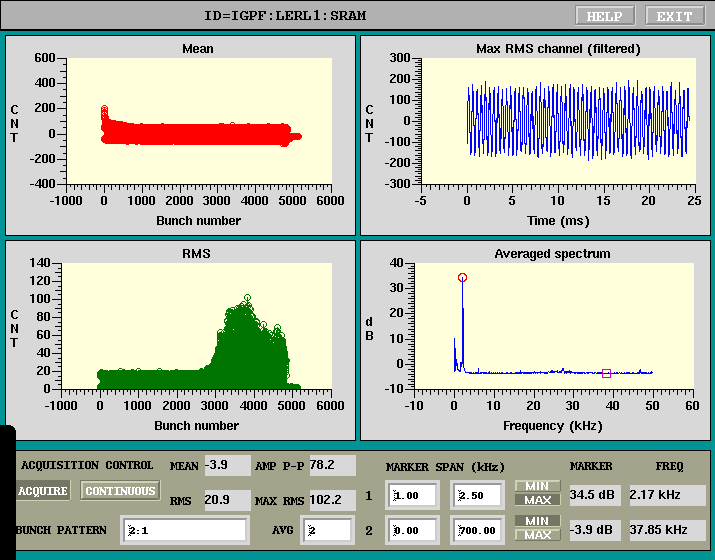 ID=IGPF:LERL1:SRAM HELP EXIT
Mean
600
400
200
0
-200
-400
CNT
-1000 0 1000 2000 3000 4000 5000 6000
Bunch number
Max RMS channel (filtered)
300
200
100
0
-100
-200
-300
CNT
-5 0 5 10 15 20 25
Time (ms)
RMS
140
120
100
80
60
40
20
0
CNT
-1000 0 1000 2000 3000 4000 5000 6000
Bunch number
Averaged spectrum
40
30
20
10
0
-10
dB
-10 0 10 20 30 40 50 60
Frequency (kHz)
ACQUISITION CONTROL MEAN -3.9 AMP P-P 78.2 MARKER SPAN (kHz) MARKER FREQ
ACQUIRE CONTINUOUS RMS 20.9 MAX RMS 102.2 1 1.00 2.50 MIN MAX 34.5 dB 2.17 kHz
BUNCH PATTERN 2:1 AVG 2 2 0.00 700.00 MIN MAX -3.9 dB 37.85 kHz